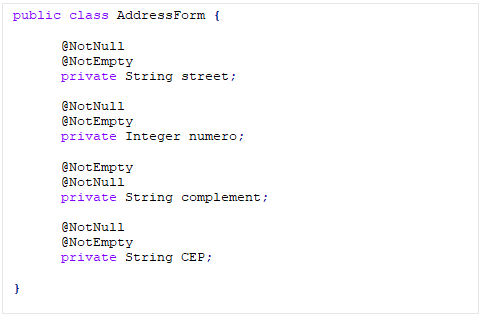 public class AddressForm {
@NotNull
@NotEmpty
private String street;
@NotNull
@NotEmpty
private Integer numero;
@NotEmpty
@NotNull
private String complement;
@NotNull
@NotEmpty
private String CEP;
}